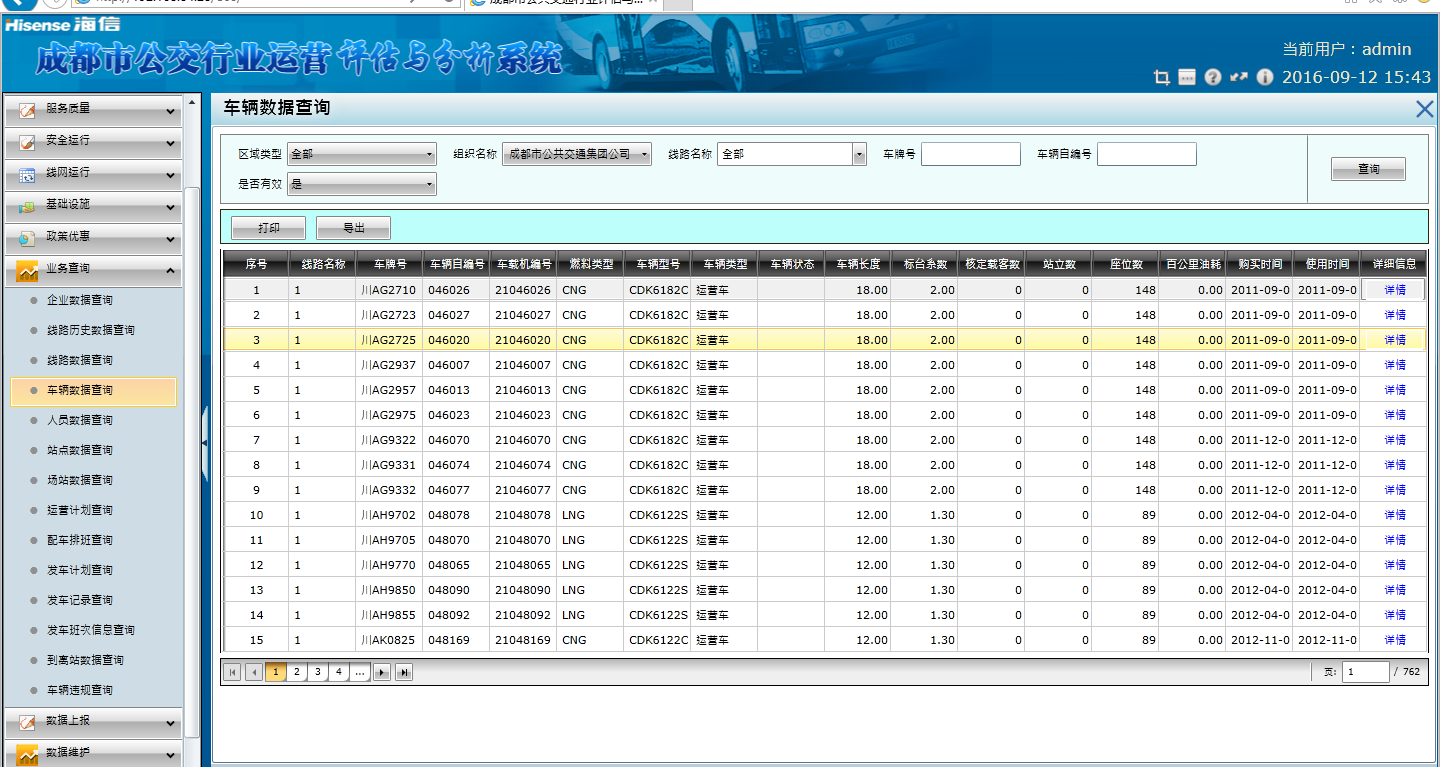 Hisense 海信
成都市公交行业运营评估与分析系统
当前用户：admin
2016-09-12 15:43
服务质量
安全运行
线网运行
基础设施
政策优惠
业务查询
企业数据查询
线路历史数据查询
线路数据查询
车辆数据查询
人员数据查询
站点数据查询
场站数据查询
运营计划查询
配车排班查询
发车计划查询
发车记录查询
发车班次信息查询
到离站数据查询
车辆违规查询
数据上报
数据维护
车辆数据查询
区域类型 全部 组织名称 成都市公共交通集团公司 线路名称 全部 车牌号 车辆自编号
是否有效 是
查询
打印 导出
序号 线路名称 车牌号 车辆自编号 车载机编号 燃料类型 车辆型号 车辆类型 车辆状态 车辆长度 标台系数 核定载客数 站立数 座位数 百公里油耗 购买时间 使用时间 详细信息
1 1 川AG2710 046026 21046026 CNG CDK6182C 运营车 18.00 2.00 0 0 148 0.00 2011-09-0 2011-09-0 详情
2 1 川AG2723 046027 21046027 CNG CDK6182C 运营车 18.00 2.00 0 0 148 0.00 2011-09-0 2011-09-0 详情
3 1 川AG2725 046020 21046020 CNG CDK6182C 运营车 18.00 2.00 0 0 148 0.00 2011-09-0 2011-09-0 详情
4 1 川AG2937 046007 21046007 CNG CDK6182C 运营车 18.00 2.00 0 0 148 0.00 2011-09-0 2011-09-0 详情
5 1 川AG2957 046013 21046013 CNG CDK6182C 运营车 18.00 2.00 0 0 148 0.00 2011-09-0 2011-09-0 详情
6 1 川AG2975 046023 21046023 CNG CDK6182C 运营车 18.00 2.00 0 0 148 0.00 2011-09-0 2011-09-0 详情
7 1 川AG9322 046070 21046070 CNG CDK6182C 运营车 18.00 2.00 0 0 148 0.00 2011-12-0 2011-12-0 详情
8 1 川AG9331 046074 21046074 CNG CDK6182C 运营车 18.00 2.00 0 0 148 0.00 2011-12-0 2011-12-0 详情
9 1 川AG9332 046077 21046077 CNG CDK6182C 运营车 18.00 2.00 0 0 148 0.00 2011-12-0 2011-12-0 详情
10 1 川AH9702 048078 21048078 LNG CDK6122S 运营车 12.00 1.30 0 0 89 0.00 2012-04-0 2012-04-0 详情
11 1 川AH9705 048070 21048070 LNG CDK6122S 运营车 12.00 1.30 0 0 89 0.00 2012-04-0 2012-04-0 详情
12 1 川AH9770 048065 21048065 LNG CDK6122S 运营车 12.00 1.30 0 0 89 0.00 2012-04-0 2012-04-0 详情
13 1 川AH9850 048090 21048090 LNG CDK6122S 运营车 12.00 1.30 0 0 89 0.00 2012-04-0 2012-04-0 详情
14 1 川AH9855 048092 21048092 LNG CDK6122S 运营车 12.00 1.30 0 0 89 0.00 2012-04-0 2012-04-0 详情
15 1 川AK0825 048169 21048169 CNG CDK6122C 运营车 12.00 1.30 0 0 89 0.00 2012-11-0 2012-11-0 详情
1 2 3 4 ... 页: 1 / 762